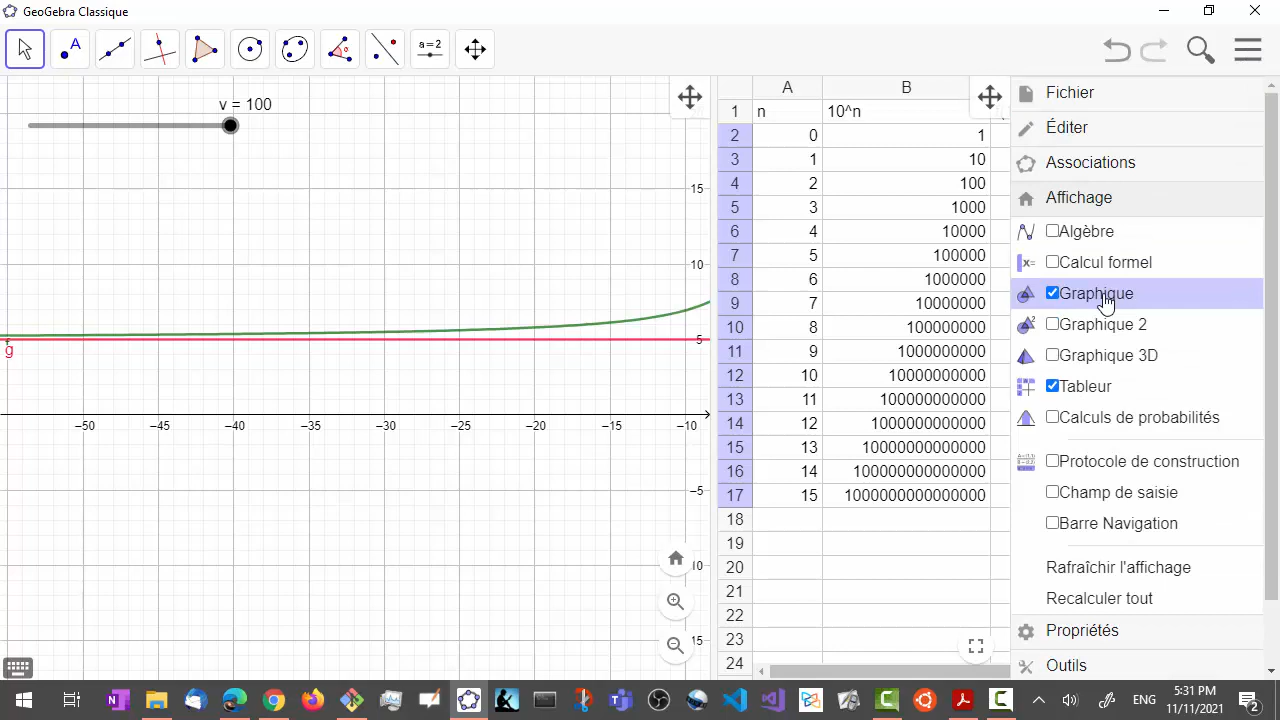 GeoGebra Classique
A
α
a=2
v = 100
15
10
5
g
−50
−45
−40
−35
−30
−25
−20
−15
−10
−5
10
15
A
B
1
n
10^n
2
0
1
3
1
10
4
2
100
5
3
1000
6
4
10000
7
5
100000
8
6
1000000
9
7
10000000
10
8
100000000
11
9
1000000000
12
10
10000000000
13
11
100000000000
14
12
1000000000000
15
13
10000000000000
16
14
100000000000000
17
15
1000000000000000
18
19
20
21
22
23
24
Fichier
Éditer
Associations
Affichage
Algèbre
x=
Calcul formel
Graphique
2
Graphique 2
Graphique 3D
Tableur
Calculs de probabilités
Protocole de construction
Champ de saisie
Barre Navigation
Rafraîchir l'affichage
Recalculer tout
Propriétés
Outils
ENG
5:31 PM
11/11/2021
2